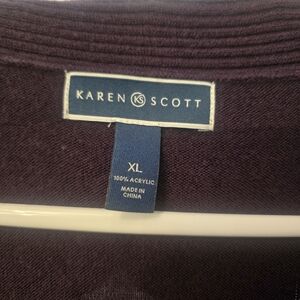 KAREN KS SCOTT
XL
100% ACRYLIC
MADE IN
CHINA